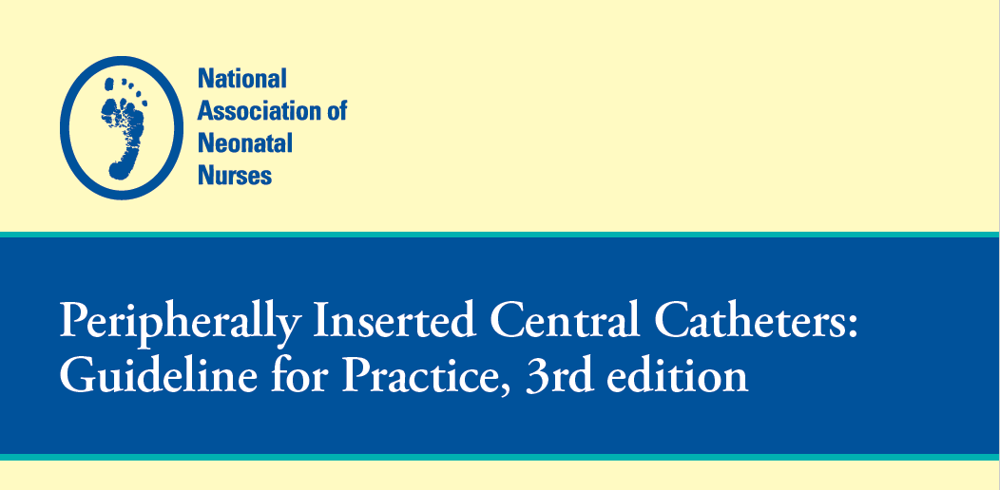 National
Association of
Neonatal
Nurses
Peripherally Inserted Central Catheters:
Guideline for Practice, 3rd edition